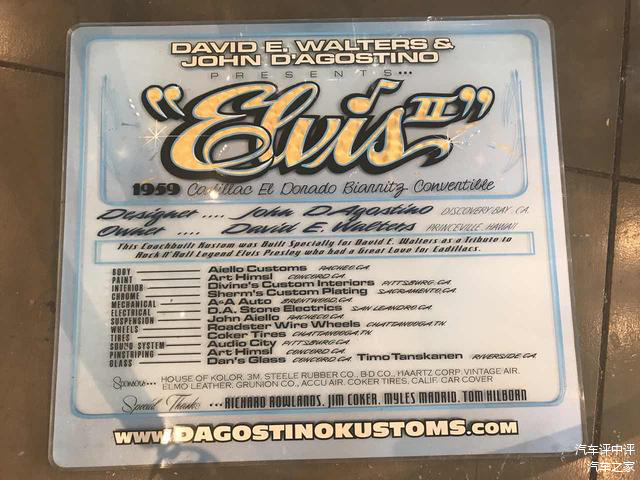 DAVID E. WALTERS &
JOHN D'AGOSTINO
PRESENTS...
"Elvis II"
1959 Cadillac El Dorado Biarritz Convertible
Designer .... John D'Agostino DISCOVERY BAY, CA.
Owner .... David E. Walters PRINCEVILLE, HAWAII
This Coachbuilt Kustom was Built Specially for David E. Walters as a Tribute to
Rock N' Roll Legend Elvis Presley who had a Great Love for Cadillacs.
BODY Aiello Customs PACHECO, CA.
PAINT Art Himsl CONCORD, CA.
INTERIOR Divine's Custom Interiors PITTSBURG, CA.
CHROME Sherm's Custom Plating SACRAMENTO, CA.
MECHANICAL A&A Auto BRENTWOOD, CA.
ELECTRICAL D.A. Stone Electrics SAN LEANDRO, CA.
SUSPENSION John Aiello PACHECO, CA.
WHEELS Roadster Wire Wheels CHATTANOOGA, TN.
TIRES Coker Tires CHATTANOOGA, TN.
SOUND SYSTEM Audio City PITTSBURG, CA.
PINSTRIPING Art Himsl CONCORD, CA.
GLASS Dan's Glass CONCORD, CA. Timo Tanskanen RIVERSIDE, CA.
Sponsors... HOUSE OF KOLOR, 3M, STEELE RUBBER CO., B-D CO., HAARTZ CORP. VINTAGE AIR,
ELMO LEATHER, GRUNION CO., ACCU AIR, COKER TIRES, CALIF. CAR COVER
Special Thanks ...RICHARD ROWLANDS, JIM COKER, MYLES MADRID, TOM HILBORN
WWW.DAGOSTINOKUSTOMS.COM
汽车评中评
汽车之家